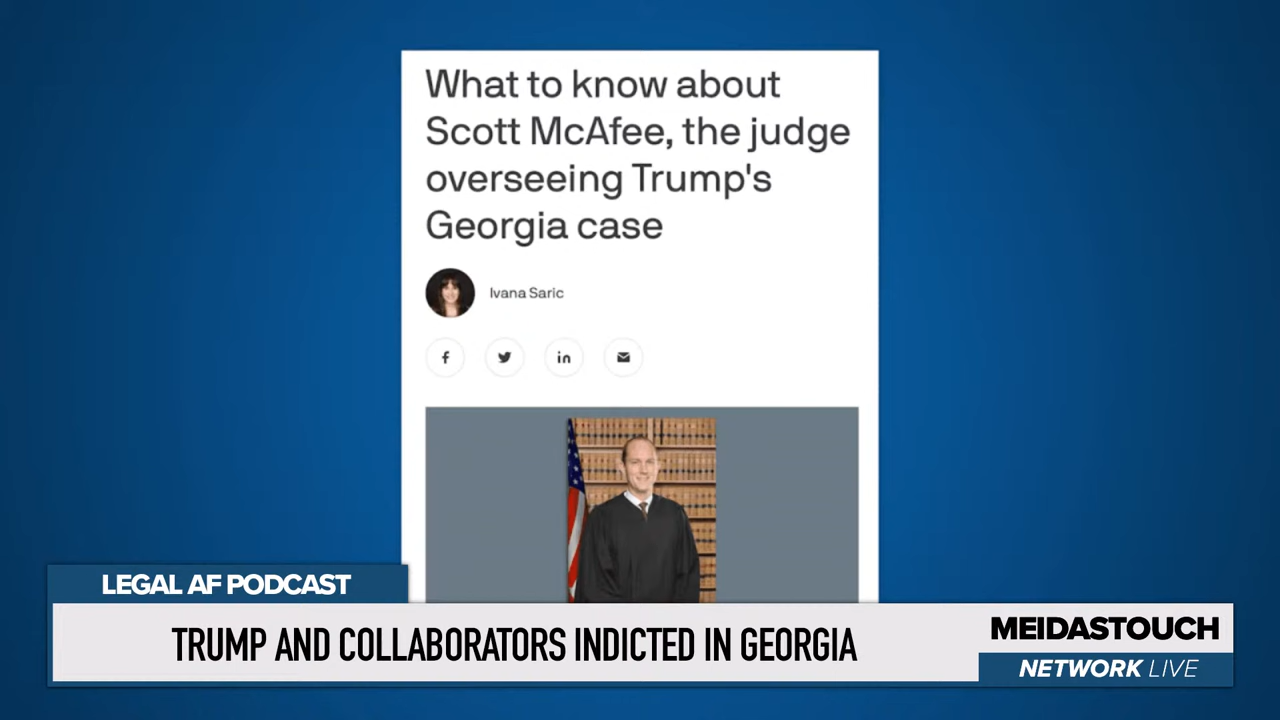 What to know about
Scott McAfee, the judge
overseeing Trump's
Georgia case
Ivana Saric
LEGAL AF PODCAST
TRUMP AND COLLABORATORS INDICTED IN GEORGIA
MEIDASTOUCH
NETWORK LIVE